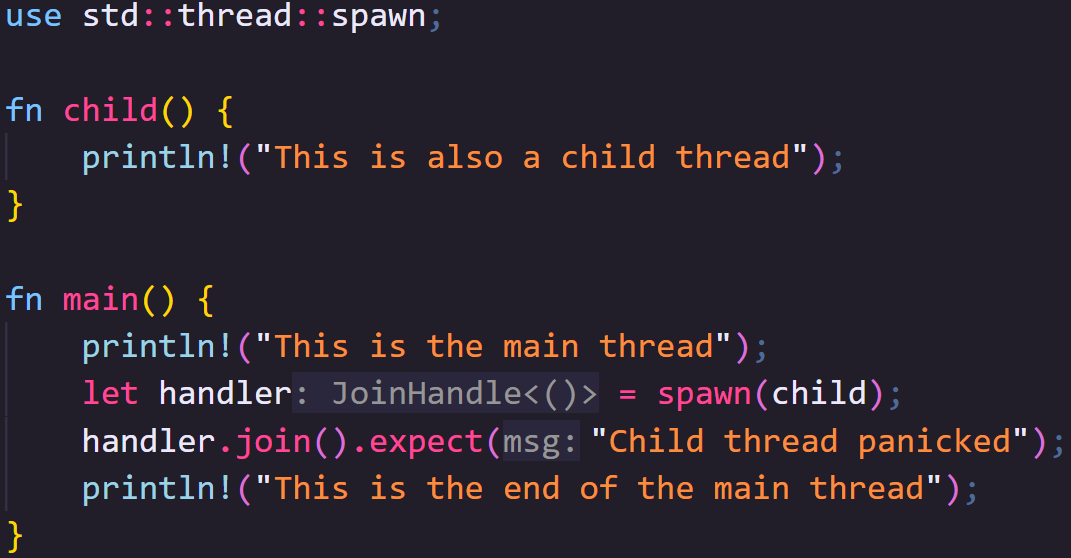 use std::thread::spawn;
fn child() {
println!("This is also a child thread");
}
fn main() {
println!("This is the main thread");
let handler: JoinHandle<()> = spawn(child);
handler.join().expect(msg: "Child thread panicked");
println!("This is the end of the main thread");
}